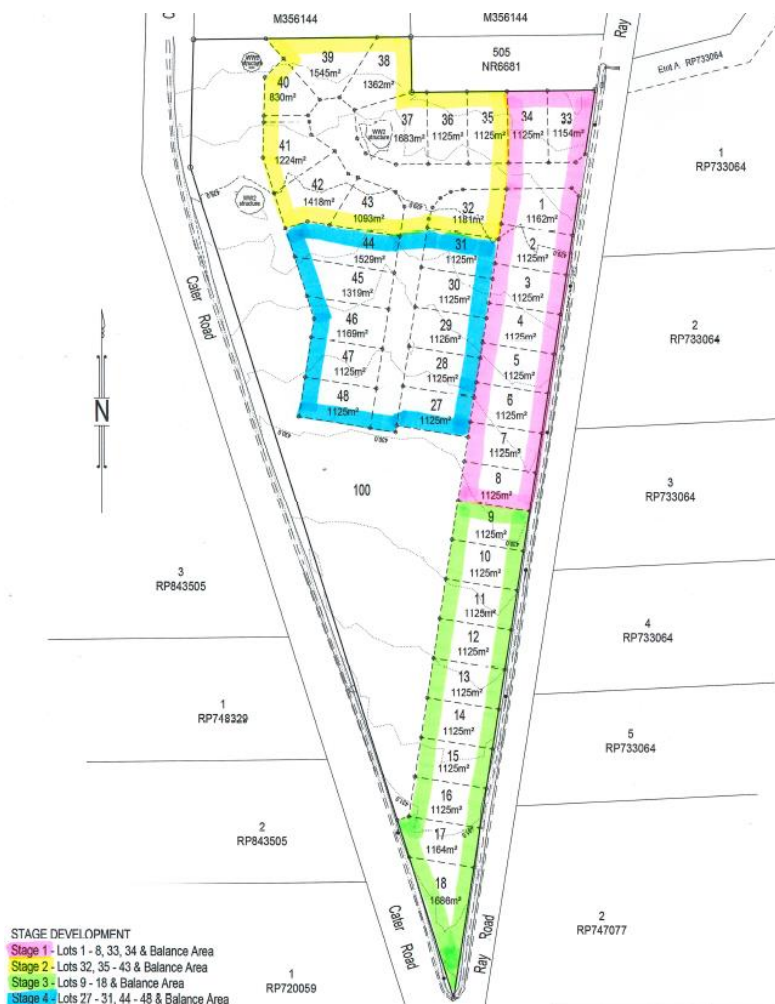 M356144
M356144
Ray
505
NR6681
Emt A RP733064
39
1545m²
38
1362m²
WW2
structure
40
830m²
37
1683m²
36
1125m²
35
1125m²
34
1125m²
33
1154m²
WW2
structure
1
RP733064
41
1224m²
42
1418m²
43
1093m²
32
1181m²
1
1162m²
WW2
structure
44
1529m²
31
1125m²
2
1125m²
45
1319m²
30
1125m²
3
1125m²
Cater Road
46
1169m²
29
1126m²
4
1125m²
2
RP733064
47
1125m²
28
1125m²
5
1125m²
48
1125m²
27
1125m²
6
1125m²
N
7
1125m²
8
1125m²
100
3
RP733064
9
1125m²
10
1125m²
3
RP843505
11
1125m²
12
1125m²
4
RP733064
13
1125m²
1
RP748329
14
1125m²
5
RP733064
15
1125m²
16
1125m²
2
RP843505
17
1164m²
18
1686m²
Cater Road
Ray Road
2
RP747077
STAGE DEVELOPMENT
Stage 1 - Lots 1 - 8, 33, 34 & Balance Area
Stage 2 - Lots 32, 35 - 43 & Balance Area
Stage 3 - Lots 9 - 18 & Balance Area
Stage 4 - Lots 27 - 31, 44 - 48 & Balance Area
1
RP720059